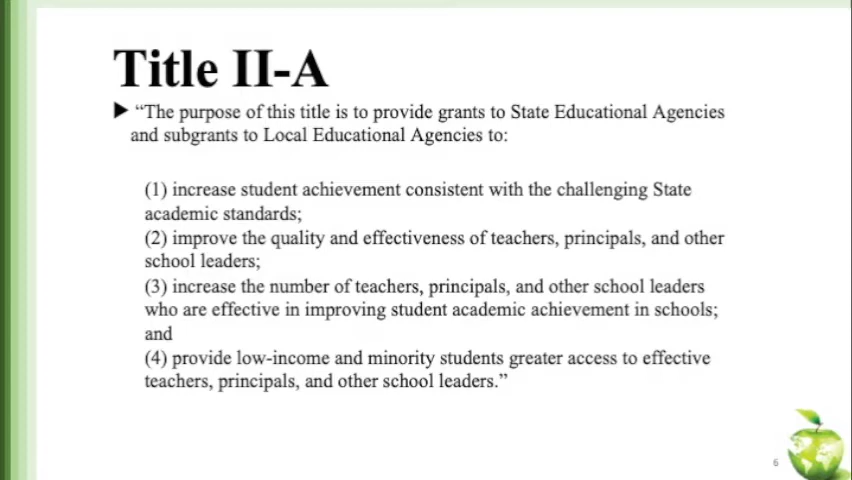 Title II-A
▶ “The purpose of this title is to provide grants to State Educational Agencies
and subgrants to Local Educational Agencies to:
(1) increase student achievement consistent with the challenging State
academic standards;
(2) improve the quality and effectiveness of teachers, principals, and other
school leaders;
(3) increase the number of teachers, principals, and other school leaders
who are effective in improving student academic achievement in schools;
and
(4) provide low-income and minority students greater access to effective
teachers, principals, and other school leaders.”
6